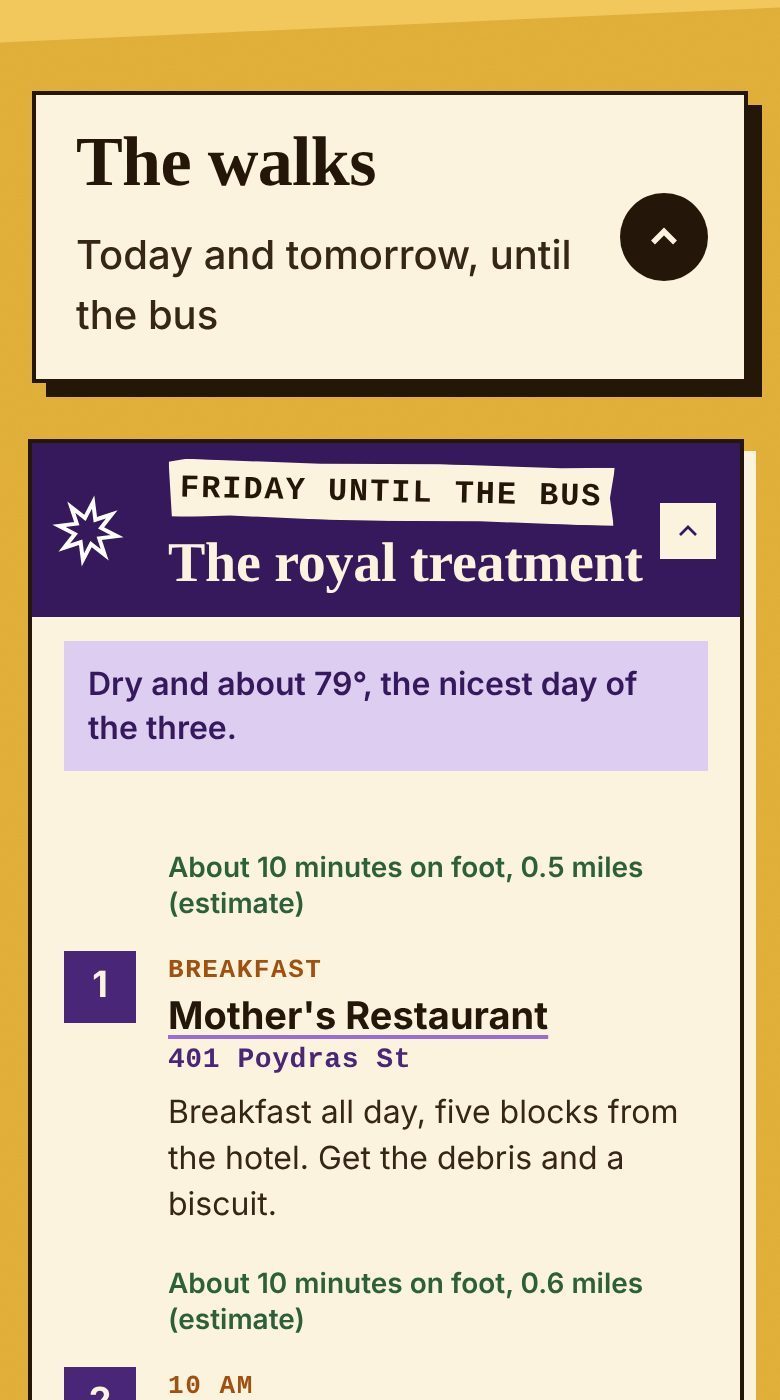 The walks
Today and tomorrow, until
the bus
FRIDAY UNTIL THE BUS
The royal treatment
Dry and about 79°, the nicest day of
the three.
About 10 minutes on foot, 0.5 miles
(estimate)
1
BREAKFAST
Mother's Restaurant
401 Poydras St
Breakfast all day, five blocks from
the hotel. Get the debris and a
biscuit.
About 10 minutes on foot, 0.6 miles
(estimate)
2
10 AM